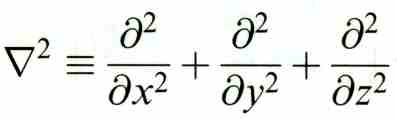 ∇² ≡ ∂²/∂x² + ∂²/∂y² + ∂²/∂z²